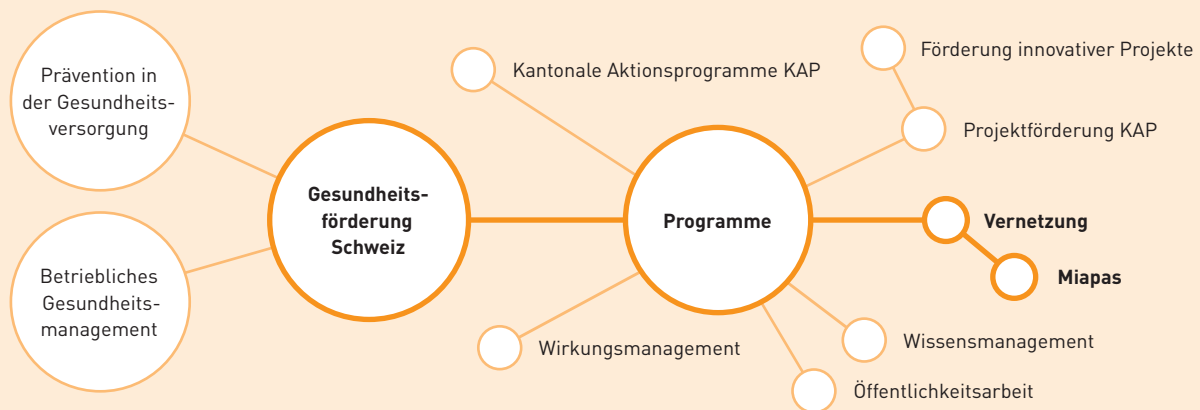 Prävention in
der Gesundheits-
versorgung
Betriebliches
Gesundheits-
management
Gesundheits-
förderung
Schweiz
Kantonale Aktionsprogramme KAP
Programme
Förderung innovativer Projekte
Projektförderung KAP
Vernetzung
Miapas
Wissensmanagement
Öffentlichkeitsarbeit
Wirkungsmanagement